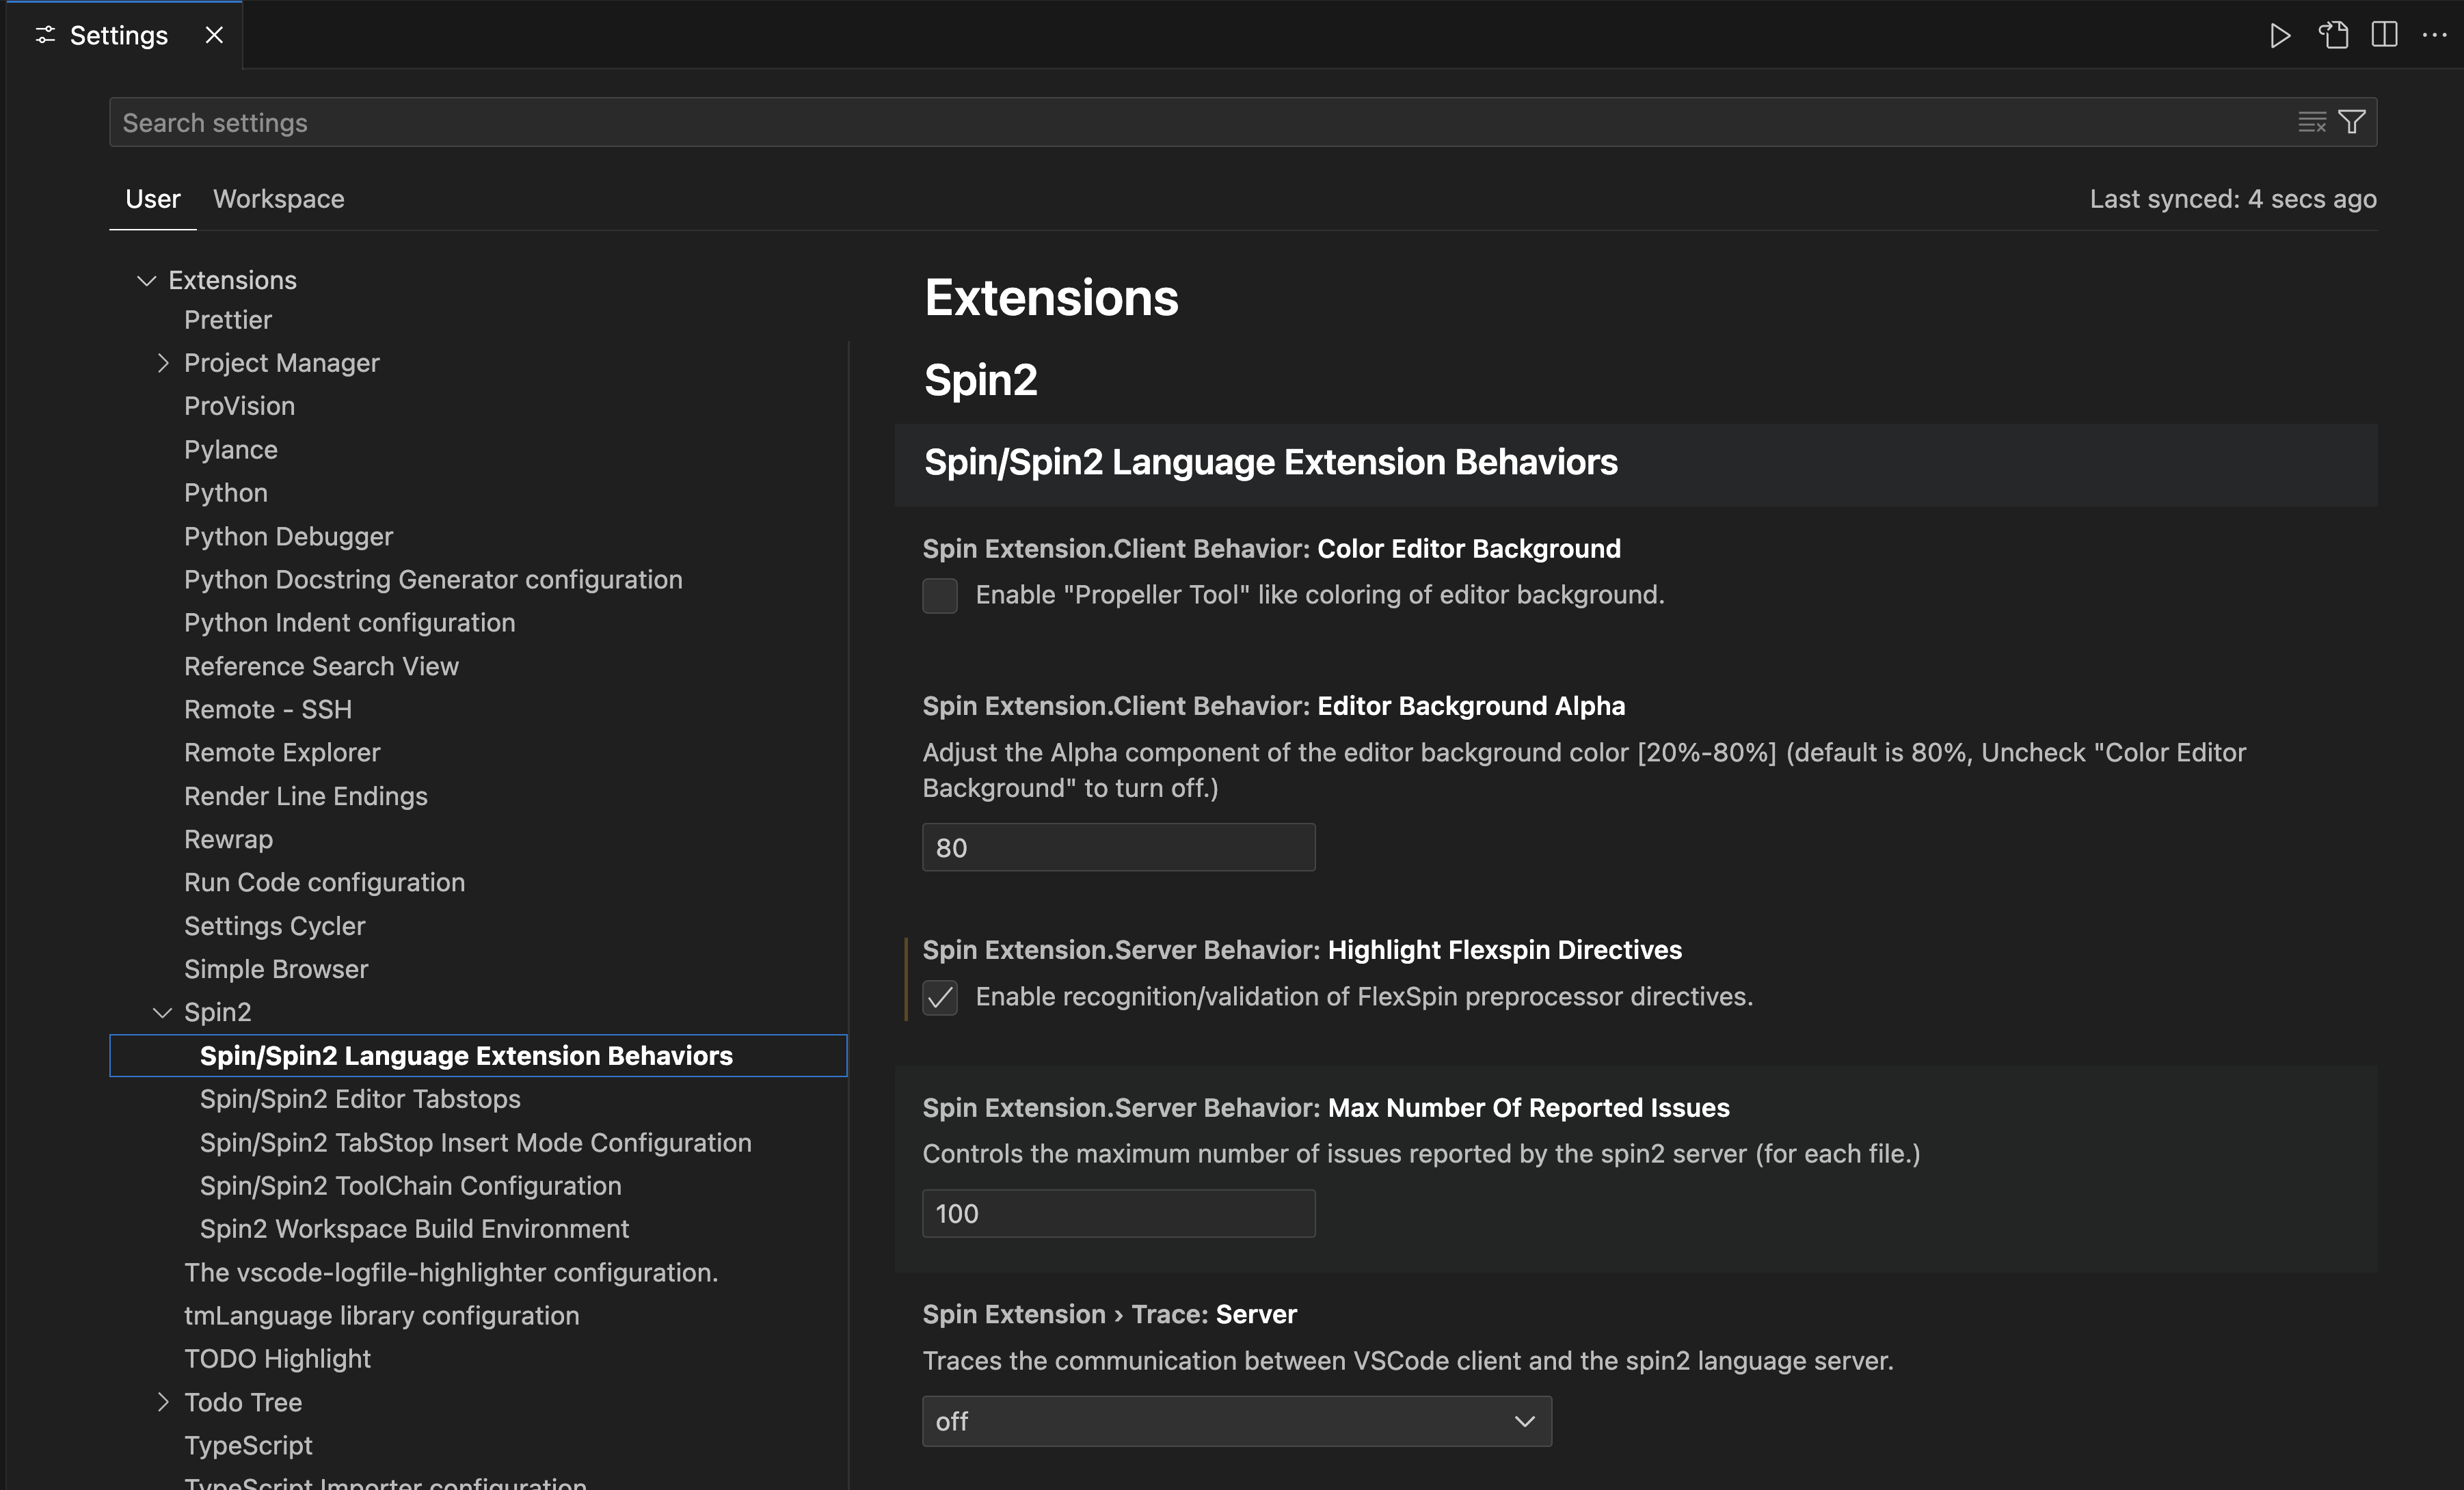 Settings
Search settings
User
Workspace
Last synced: 4 secs ago
Extensions
Prettier
Project Manager
ProVision
Pylance
Python
Python Debugger
Python Docstring Generator configuration
Python Indent configuration
Reference Search View
Remote - SSH
Remote Explorer
Render Line Endings
Rewrap
Run Code configuration
Settings Cycler
Simple Browser
Spin2
Spin/Spin2 Language Extension Behaviors
Spin/Spin2 Editor Tabstops
Spin/Spin2 TabStop Insert Mode Configuration
Spin/Spin2 ToolChain Configuration
Spin2 Workspace Build Environment
The vscode-logfile-highlighter configuration.
tmLanguage library configuration
TODO Highlight
Todo Tree
TypeScript
TypeScript Importer configuration
Extensions
Spin2
Spin/Spin2 Language Extension Behaviors
Spin Extension.Client Behavior: Color Editor Background
Enable "Propeller Tool" like coloring of editor background.
Spin Extension.Client Behavior: Editor Background Alpha
Adjust the Alpha component of the editor background color [20%-80%] (default is 80%, Uncheck "Color Editor
Background" to turn off.)
80
Spin Extension.Server Behavior: Highlight Flexspin Directives
Enable recognition/validation of FlexSpin preprocessor directives.
Spin Extension.Server Behavior: Max Number Of Reported Issues
Controls the maximum number of issues reported by the spin2 server (for each file.)
100
Spin Extension › Trace: Server
Traces the communication between VSCode client and the spin2 language server.
off